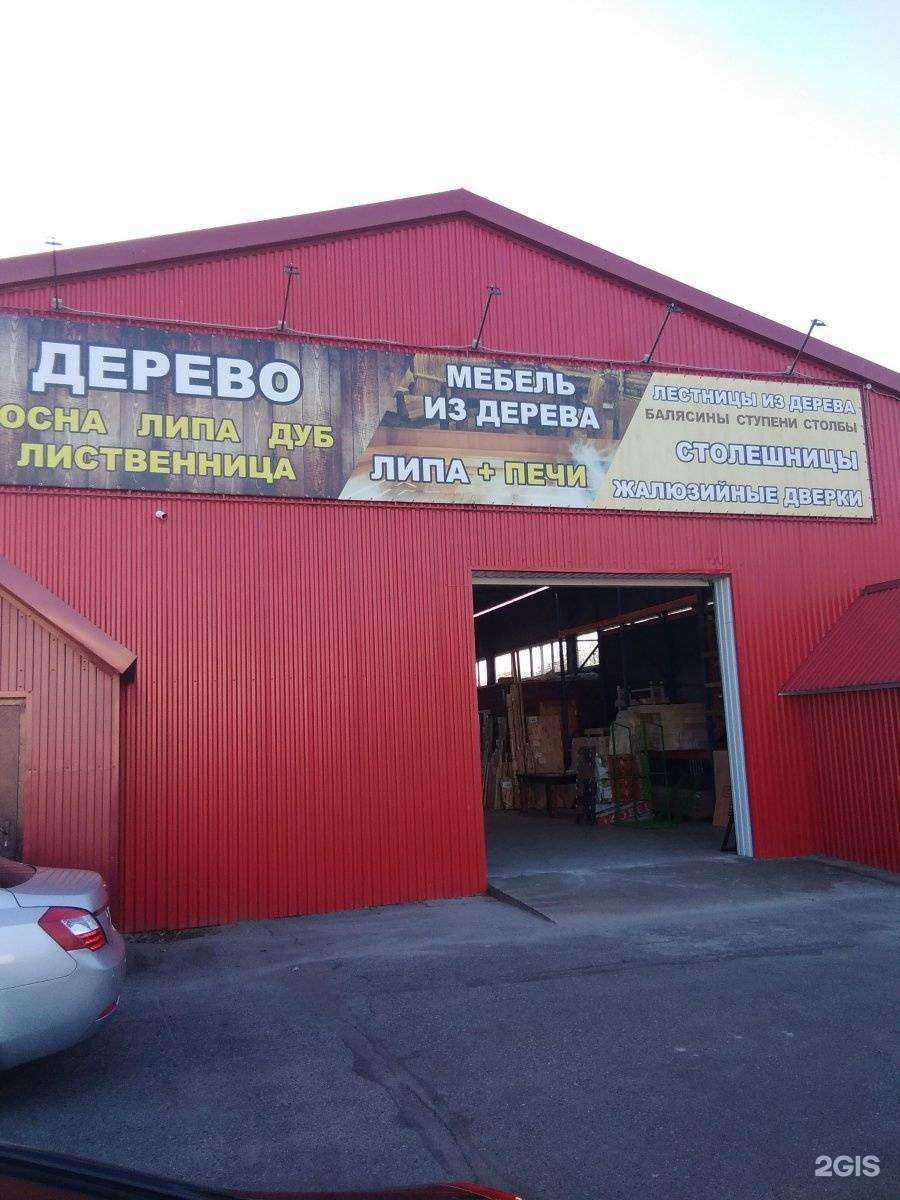 ДЕРЕВО
ОСНА ЛИПА ДУБ
ЛИСТВЕННИЦА
МЕБЕЛЬ
ИЗ ДЕРЕВА
ЛИПА + ПЕЧИ
ЛЕСТНИЦЫ ИЗ ДЕРЕВА
БАЛЯСИНЫ СТУПЕНИ СТОЛБЫ
СТОЛЕШНИЦЫ
ЖАЛЮЗИЙНЫЕ ДВЕРКИ
2GIS